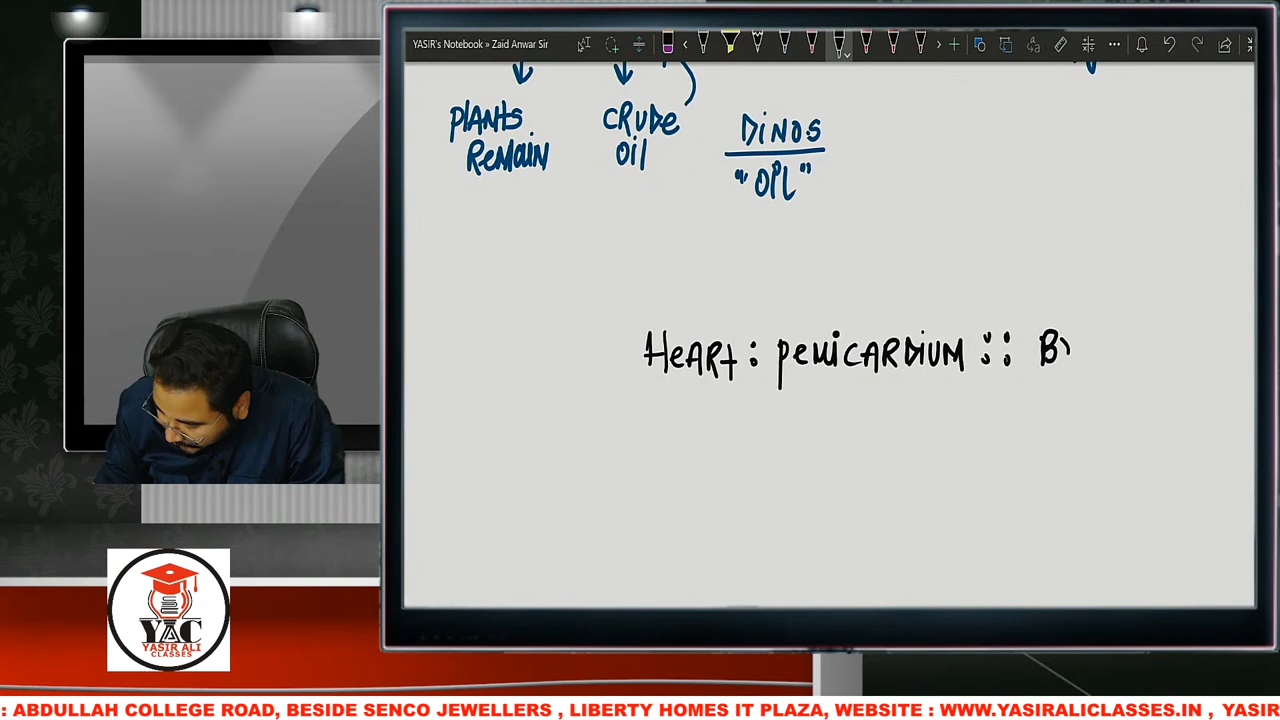 YASIR's Notebook » Zaid Anwar Sir
PLANTS
REMAIN
CRUDE
OIL
DINOS
"OPL"
HEART : PERICARDIUM :: B
YAC
YASIR ALI
CLASSES
: ABDULLAH COLLEGE ROAD, BESIDE SENCO JEWELLERS , LIBERTY HOMES IT PLAZA, WEBSITE : WWW.YASIRALICLASSES.IN , YASIR